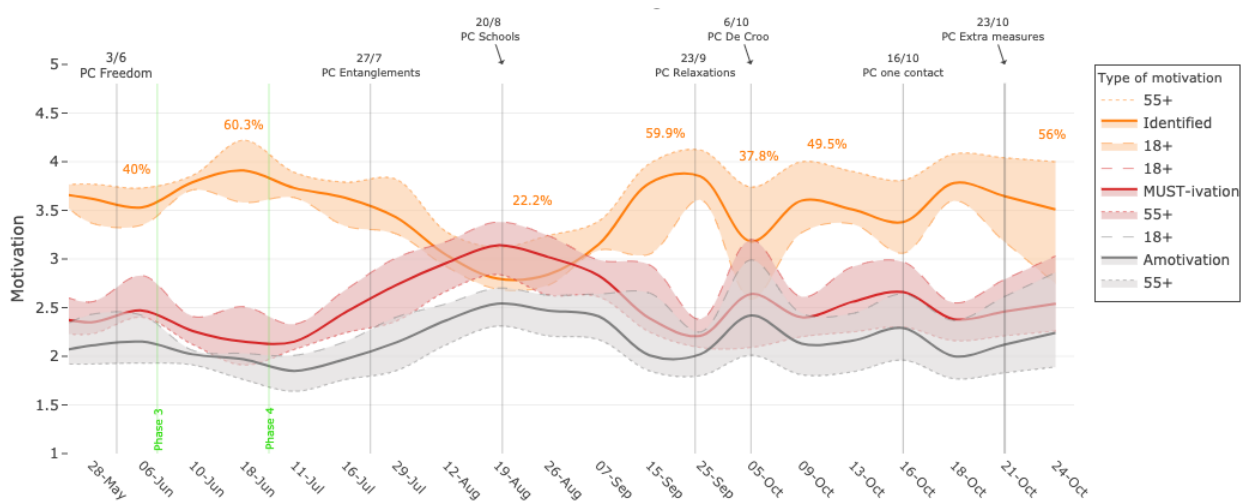 20/8
PC Schools
6/10
PC De Croo
23/10
PC Extra measures
3/6
PC Freedom
27/7
PC Entanglements
23/9
PC Relaxations
16/10
PC one contact
5
4.5
4
3.5
3
2.5
2
1.5
1
Motivation
40%
60.3%
22.2%
59.9%
37.8%
49.5%
56%
Phase 3
Phase 4
28-May
06-Jun
10-Jun
18-Jun
11-Jul
16-Jul
29-Jul
12-Aug
19-Aug
26-Aug
07-Sep
15-Sep
25-Sep
05-Oct
09-Oct
13-Oct
16-Oct
18-Oct
21-Oct
24-Oct
Type of motivation
55+
Identified
18+
18+
MUST-ivation
55+
18+
Amotivation
55+